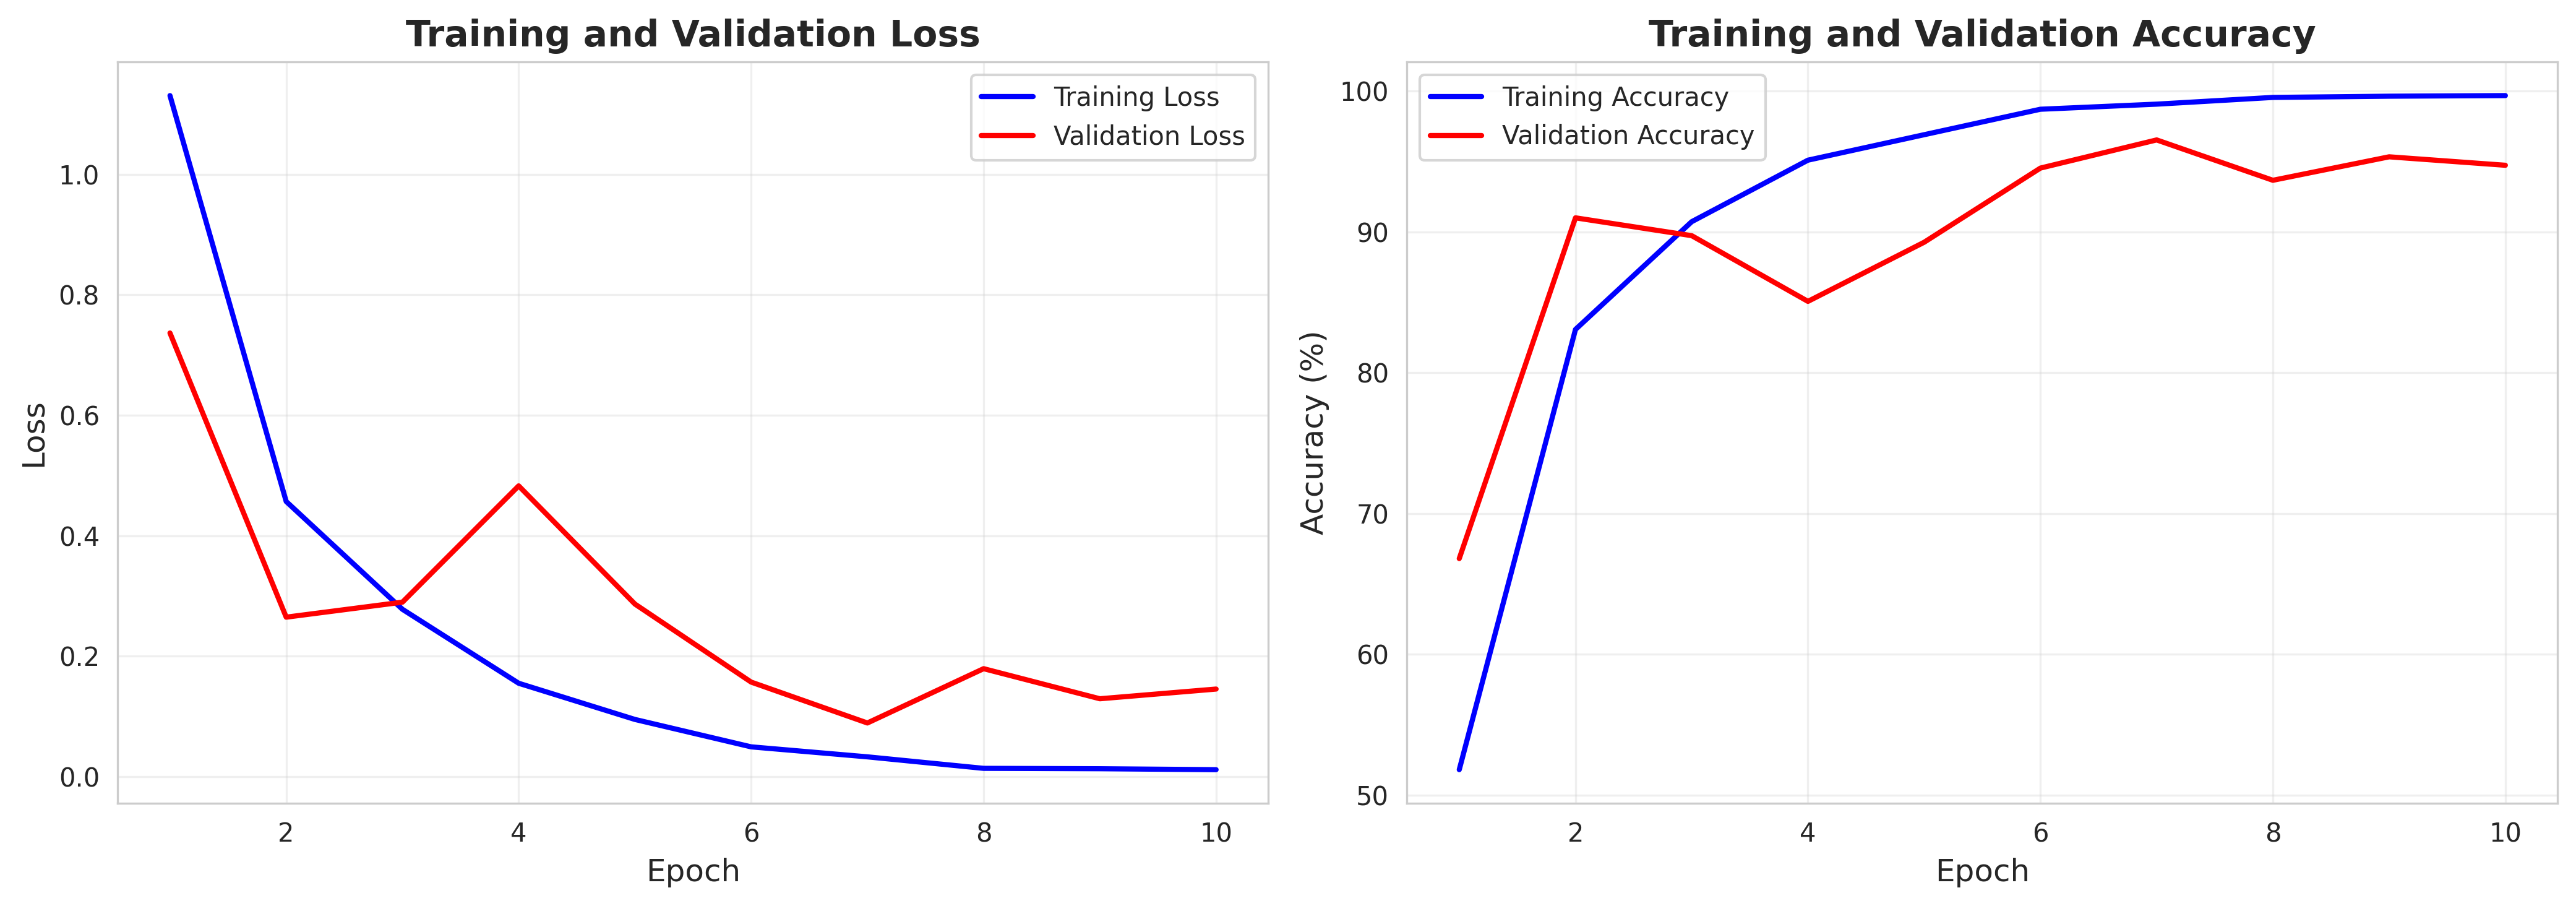 Training and Validation Loss
Training Loss
Validation Loss
Loss
1.0
0.8
0.6
0.4
0.2
0.0
2 4 6 8 10
Epoch
Training and Validation Accuracy
Training Accuracy
Validation Accuracy
Accuracy (%)
100
90
80
70
60
50
2 4 6 8 10
Epoch